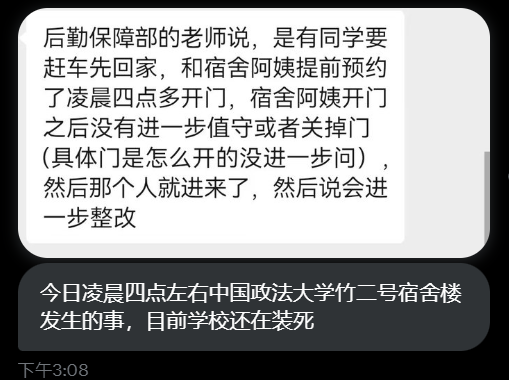 后勤保障部的老师说，是有同学要
赶车先回家，和宿舍阿姨提前预约
了凌晨四点多开门，宿舍阿姨开门
之后没有进一步值守或者关掉门
(具体门是怎么开的没进一步问），
然后那个人就进来了，然后说会进
一步整改
今日凌晨四点左右中国政法大学竹二号宿舍楼
发生的事，目前学校还在装死
下午3:08